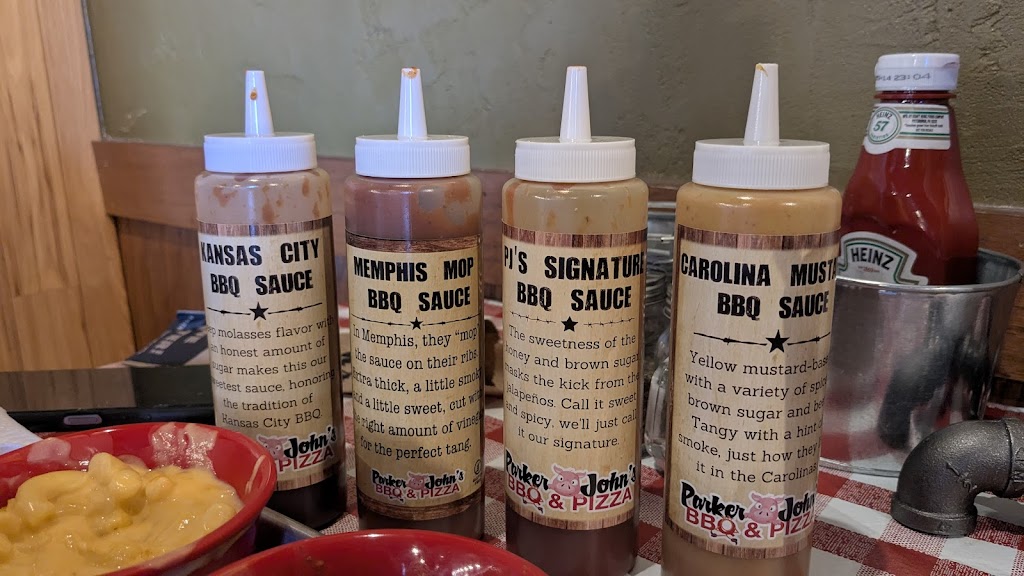 KANSAS CITY
BBQ SAUCE
molasses flavor with
honest amount of
sugar makes this our
sauce, honoring
the tradition of
Kansas City BBQ.
John's
PIZZA
MEMPHIS MOP
BBQ SAUCE
In Memphis, they "mop"
the sauce on their ribs.
a little smoky
and a little sweet, cut with
right amount of vinegar
for the perfect tang.
Parker John's
BBQ & PIZZA
PJ'S SIGNATURE
BBQ SAUCE
The sweetness of the
honey and brown sugar
masks the kick from the
jalapeños. Call it sweet
and spicy, we'll just call
it our signature.
Parker John's
BBQ & PIZZA
CAROLINA MUSTA
BBQ SAUCE
Yellow mustard-base
with a variety of spic
brown sugar and
Tangy with a hint o
smoke, just how they
it in the Carolinas
Parker John
BBQ & PIZZ
14 23:04
HEINZ
57
HEINZ